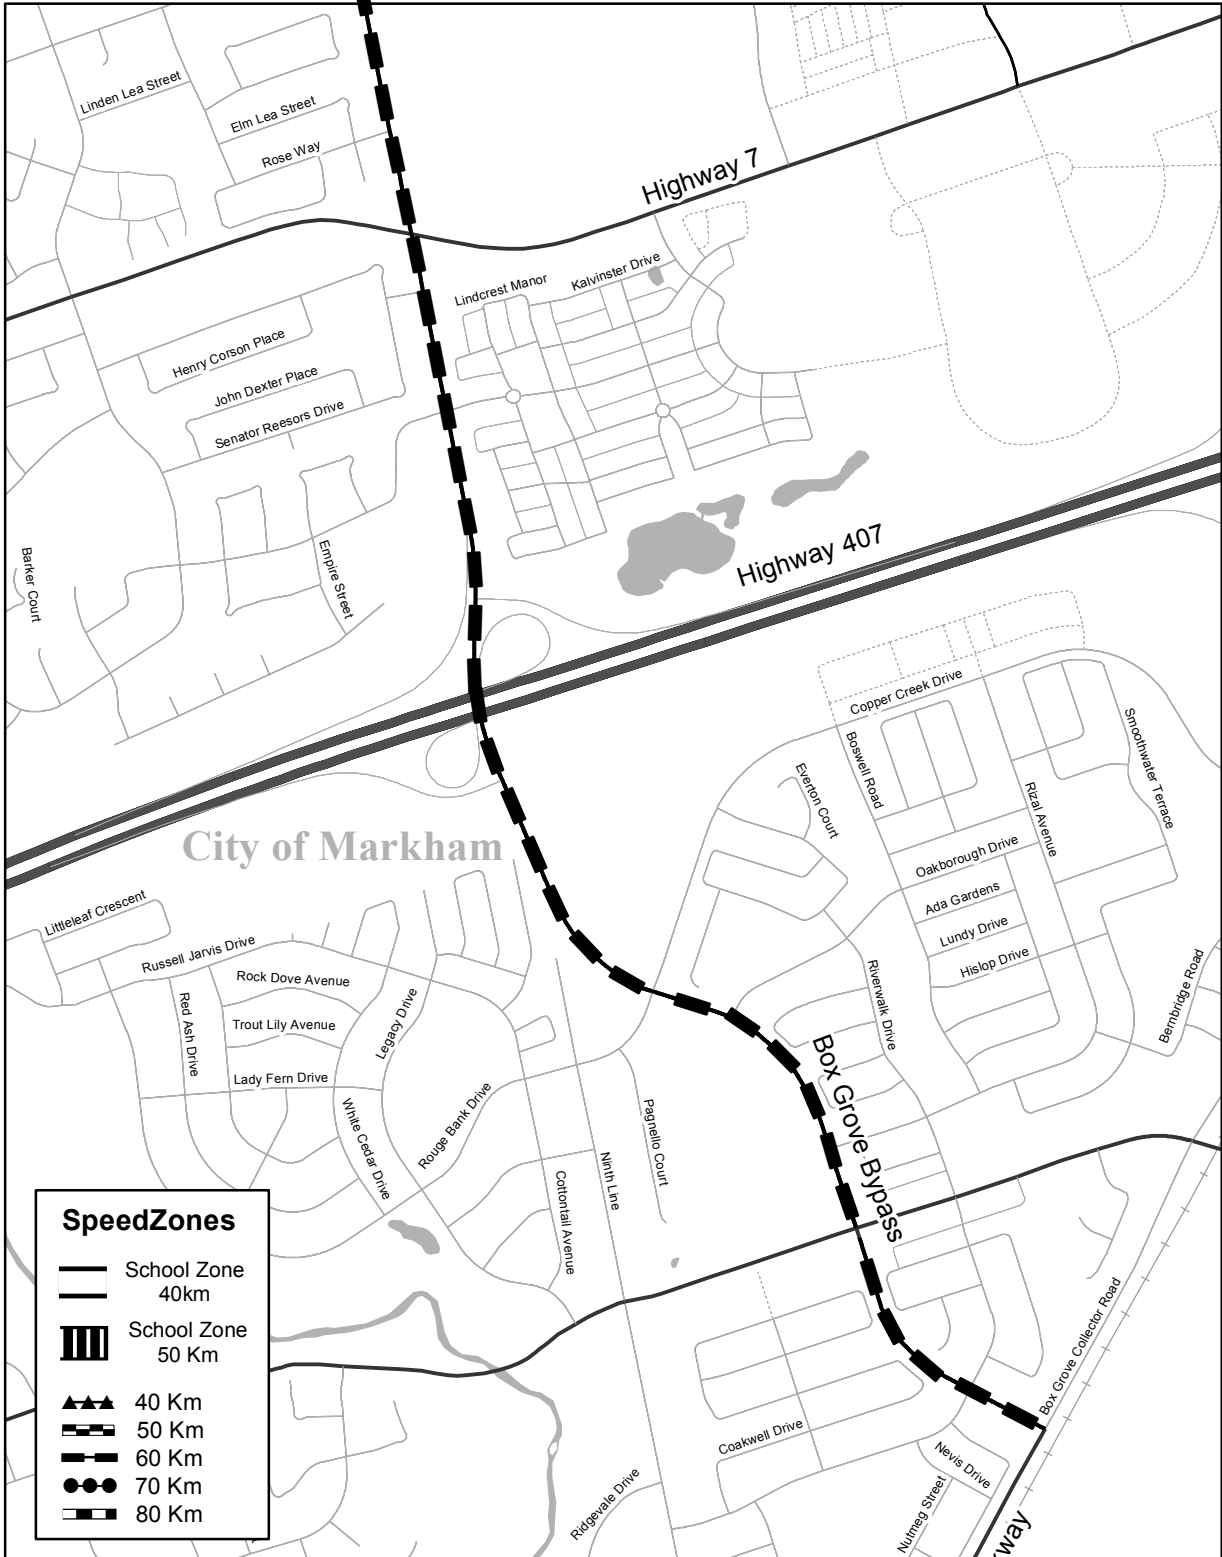 Linden Lea Street
Elm Lea Street
Rose Way
Highway 7
Lindcrest Manor
Kalvinster Drive
Henry Corson Place
John Dexter Place
Senator Reesors Drive
Barker Court
Empire Street
Highway 407
Copper Creek Drive
Boswell Road
Everton Court
Smoothwater Terrace
Rizal Avenue
City of Markham
Oakborough Drive
Ada Gardens
Lundy Drive
Hislop Drive
Littleleaf Crescent
Russell Jarvis Drive
Rock Dove Avenue
Red Ash Drive
Trout Lily Avenue
Legacy Drive
Lady Fern Drive
White Cedar Drive
Rouge Bank Drive
Riverwalk Drive
Bernbridge Road
Box Grove Bypass
Pagnello Court
Ninth Line
Cottontail Avenue
Box Grove Collector Road
Coakwell Drive
Nevis Drive
Nutmeg Street
Ridgevale Drive
kway
SpeedZones
School Zone
40km
School Zone
50 Km
40 Km
50 Km
60 Km
70 Km
80 Km